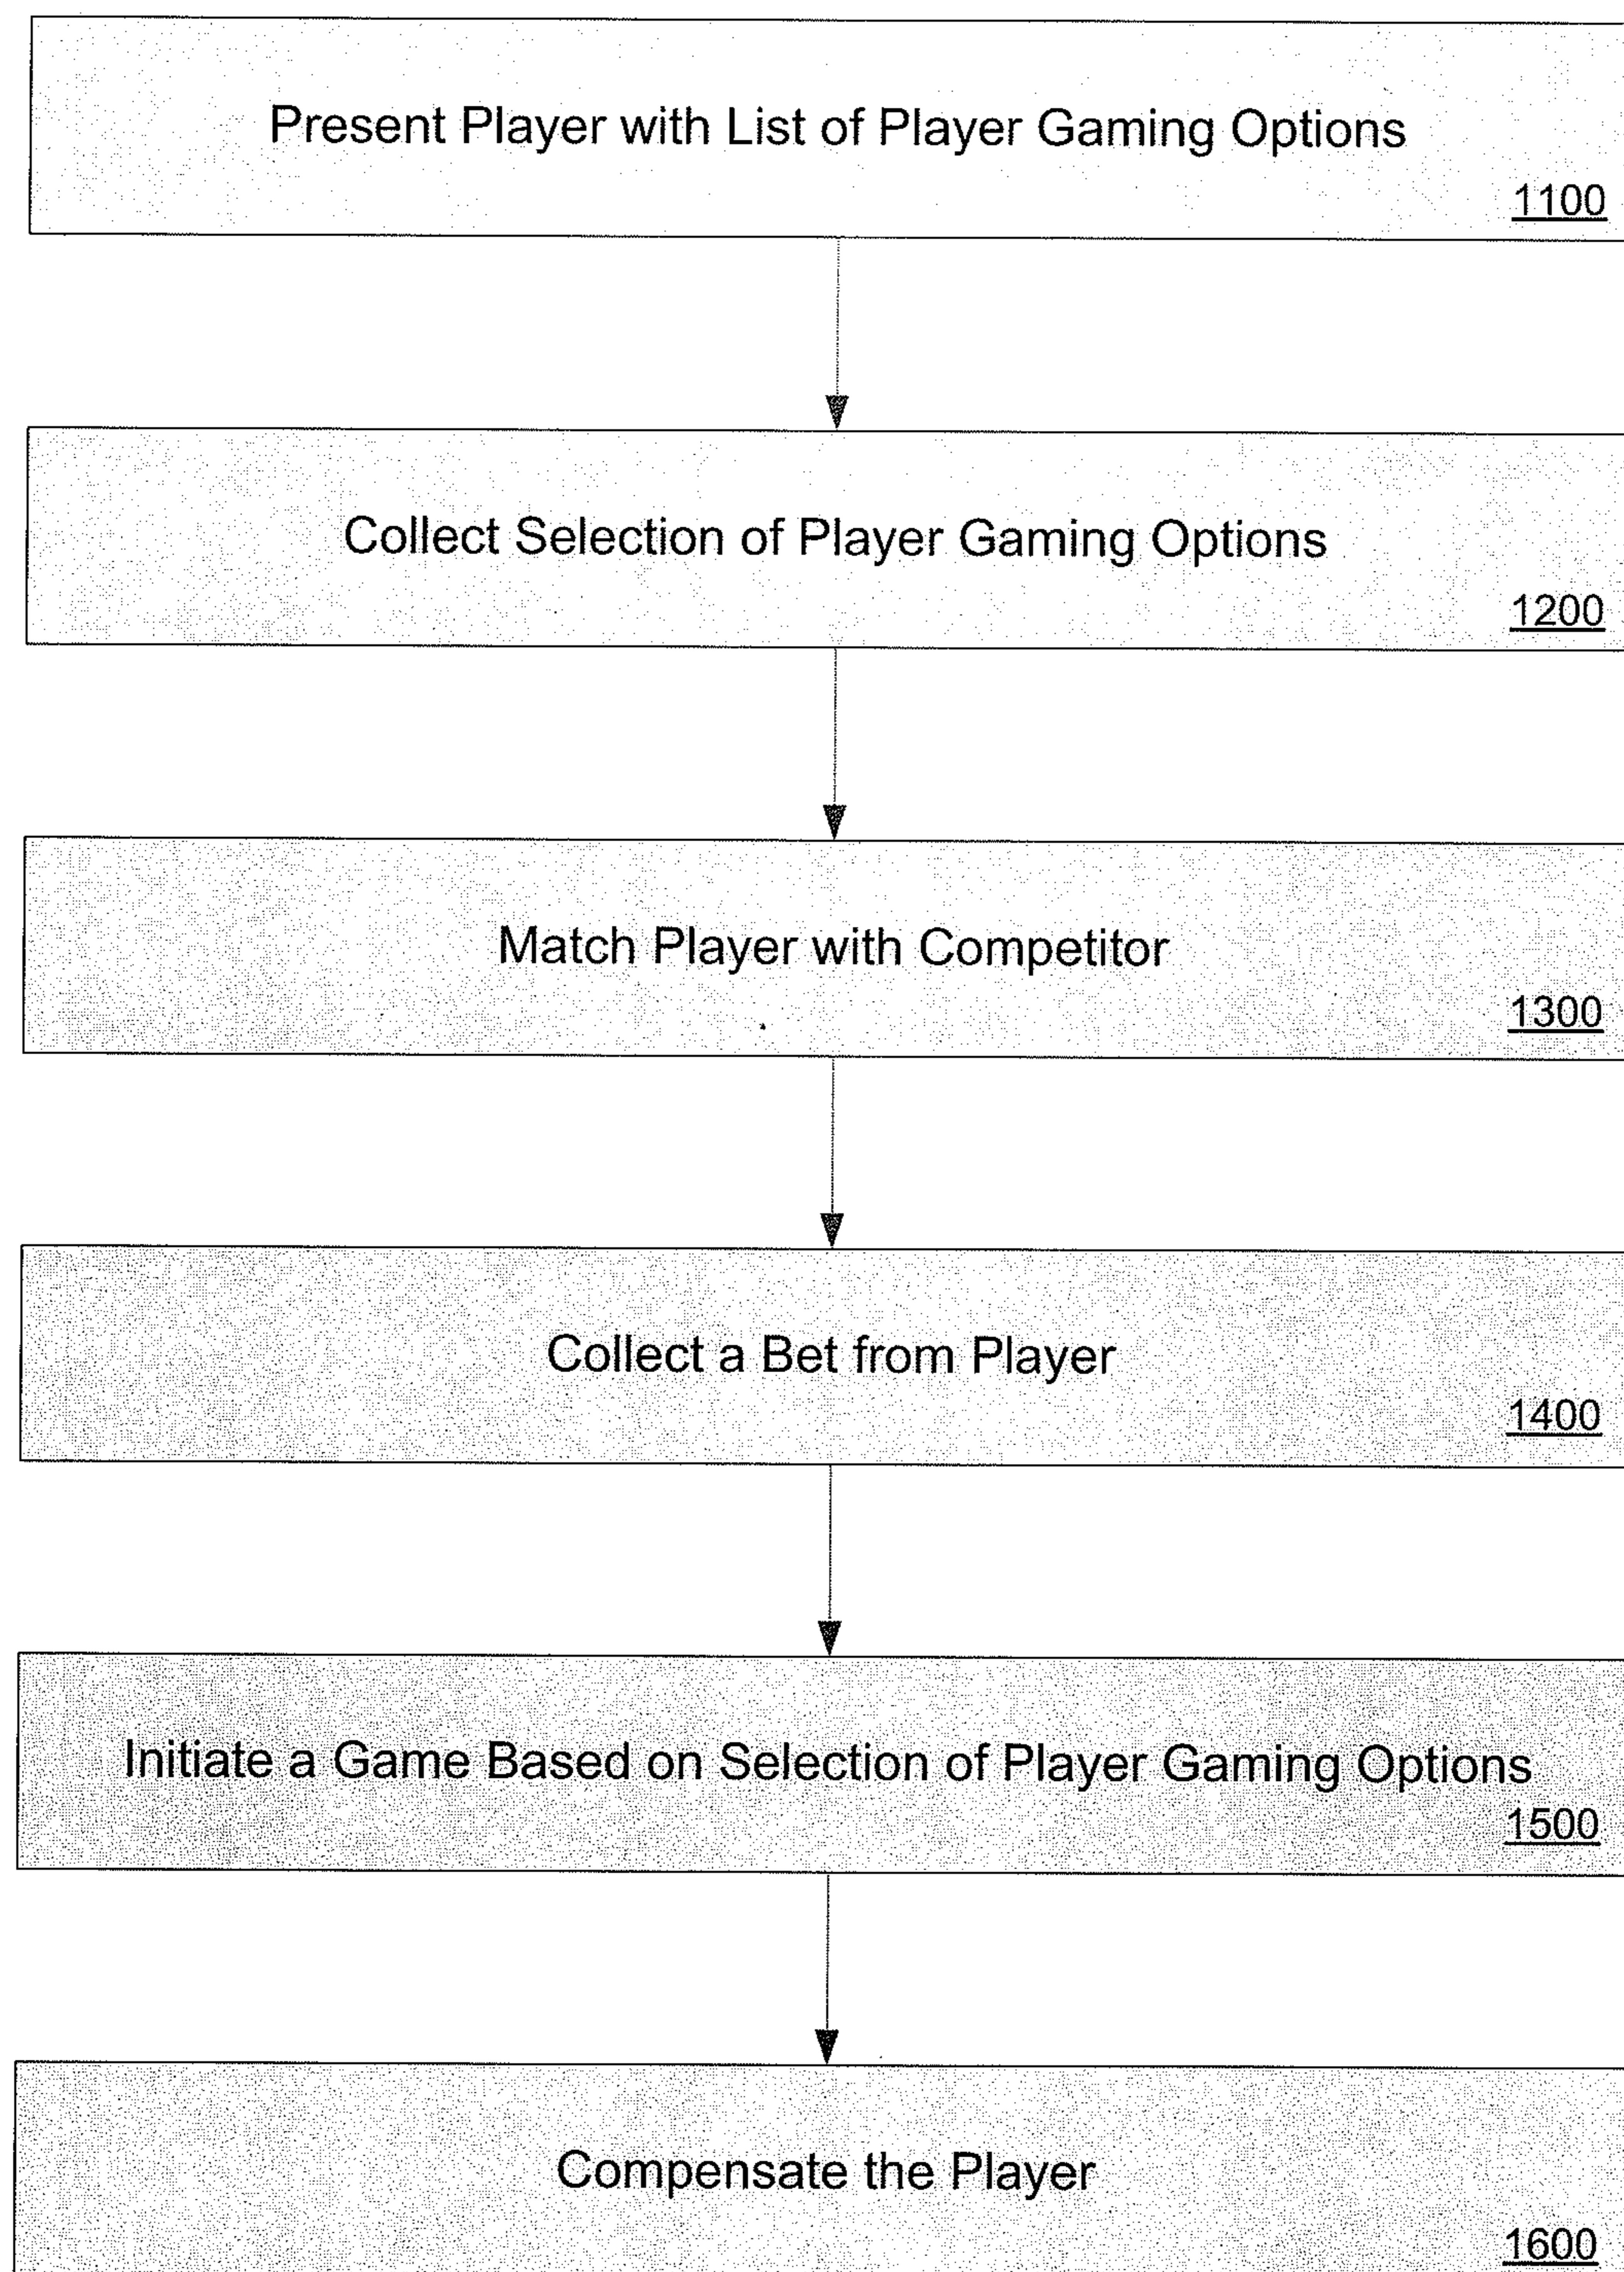 Present Player with List of Player Gaming Options
1100
Collect Selection of Player Gaming Options
1200
Match Player with Competitor
1300
Collect a Bet from Player
1400
Initiate a Game Based on Selection of Player Gaming Options
1500
Compensate the Player
1600